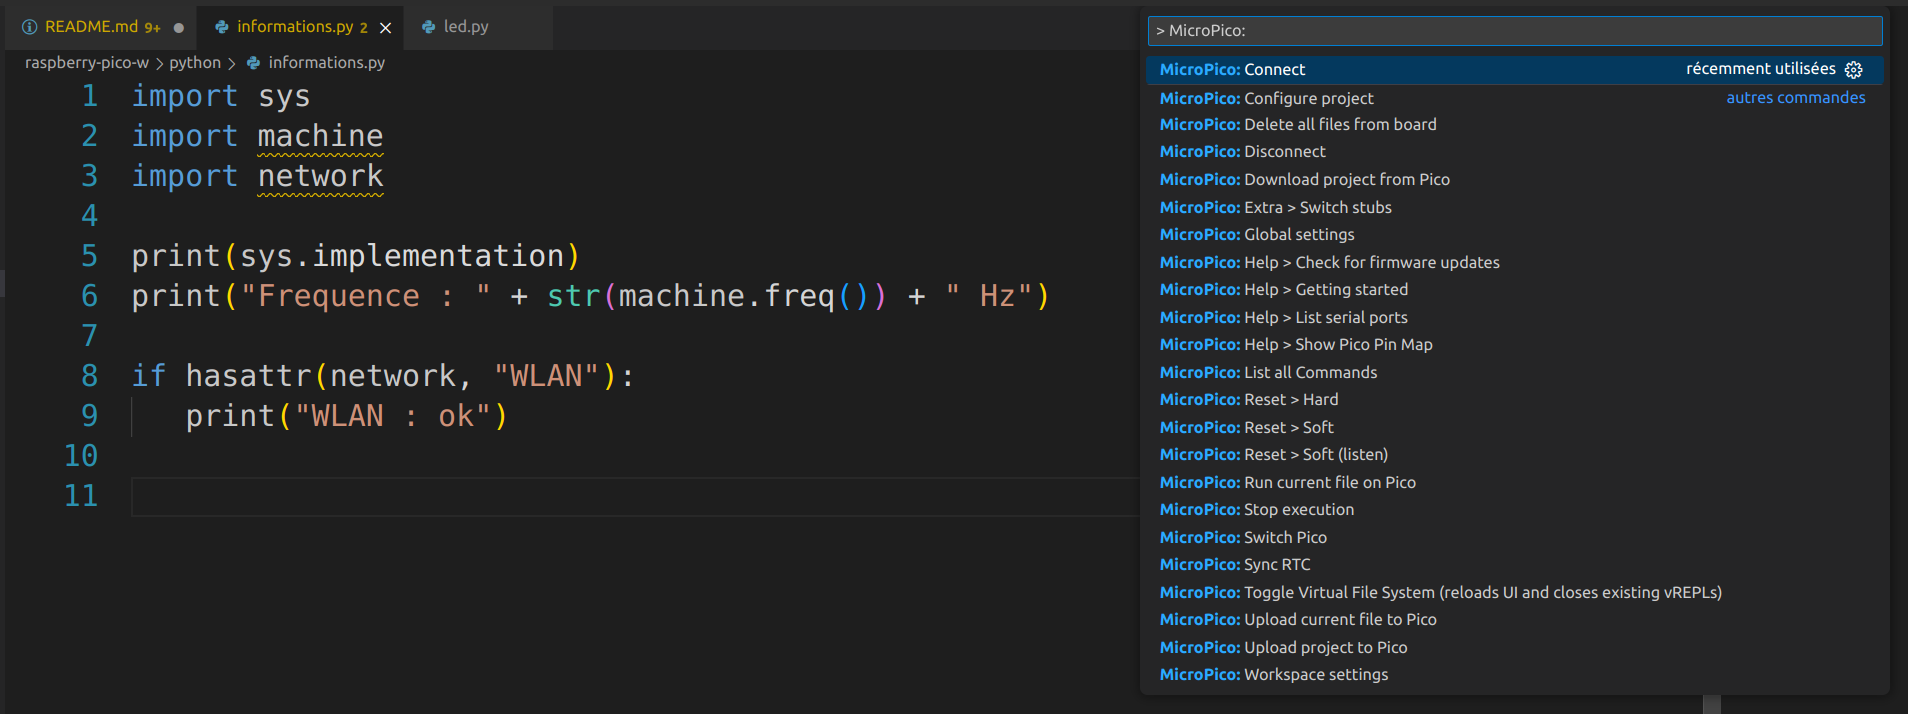 README.md 9+ informations.py 2 led.py
raspberry-pico-w > python > informations.py
1 import sys
2 import machine
3 import network
4
5 print(sys.implementation)
6 print("Frequence : " + str(machine.freq()) + " Hz")
7
8 if hasattr(network, "WLAN"):
9    print("WLAN : ok")
10
11
> MicroPico:
MicroPico: Connect récemment utilisées
MicroPico: Configure project autres commandes
MicroPico: Delete all files from board
MicroPico: Disconnect
MicroPico: Download project from Pico
MicroPico: Extra > Switch stubs
MicroPico: Global settings
MicroPico: Help > Check for firmware updates
MicroPico: Help > Getting started
MicroPico: Help > List serial ports
MicroPico: Help > Show Pico Pin Map
MicroPico: List all Commands
MicroPico: Reset > Hard
MicroPico: Reset > Soft
MicroPico: Reset > Soft (listen)
MicroPico: Run current file on Pico
MicroPico: Stop execution
MicroPico: Switch Pico
MicroPico: Sync RTC
MicroPico: Toggle Virtual File System (reloads UI and closes existing vREPLs)
MicroPico: Upload current file to Pico
MicroPico: Upload project to Pico
MicroPico: Workspace settings